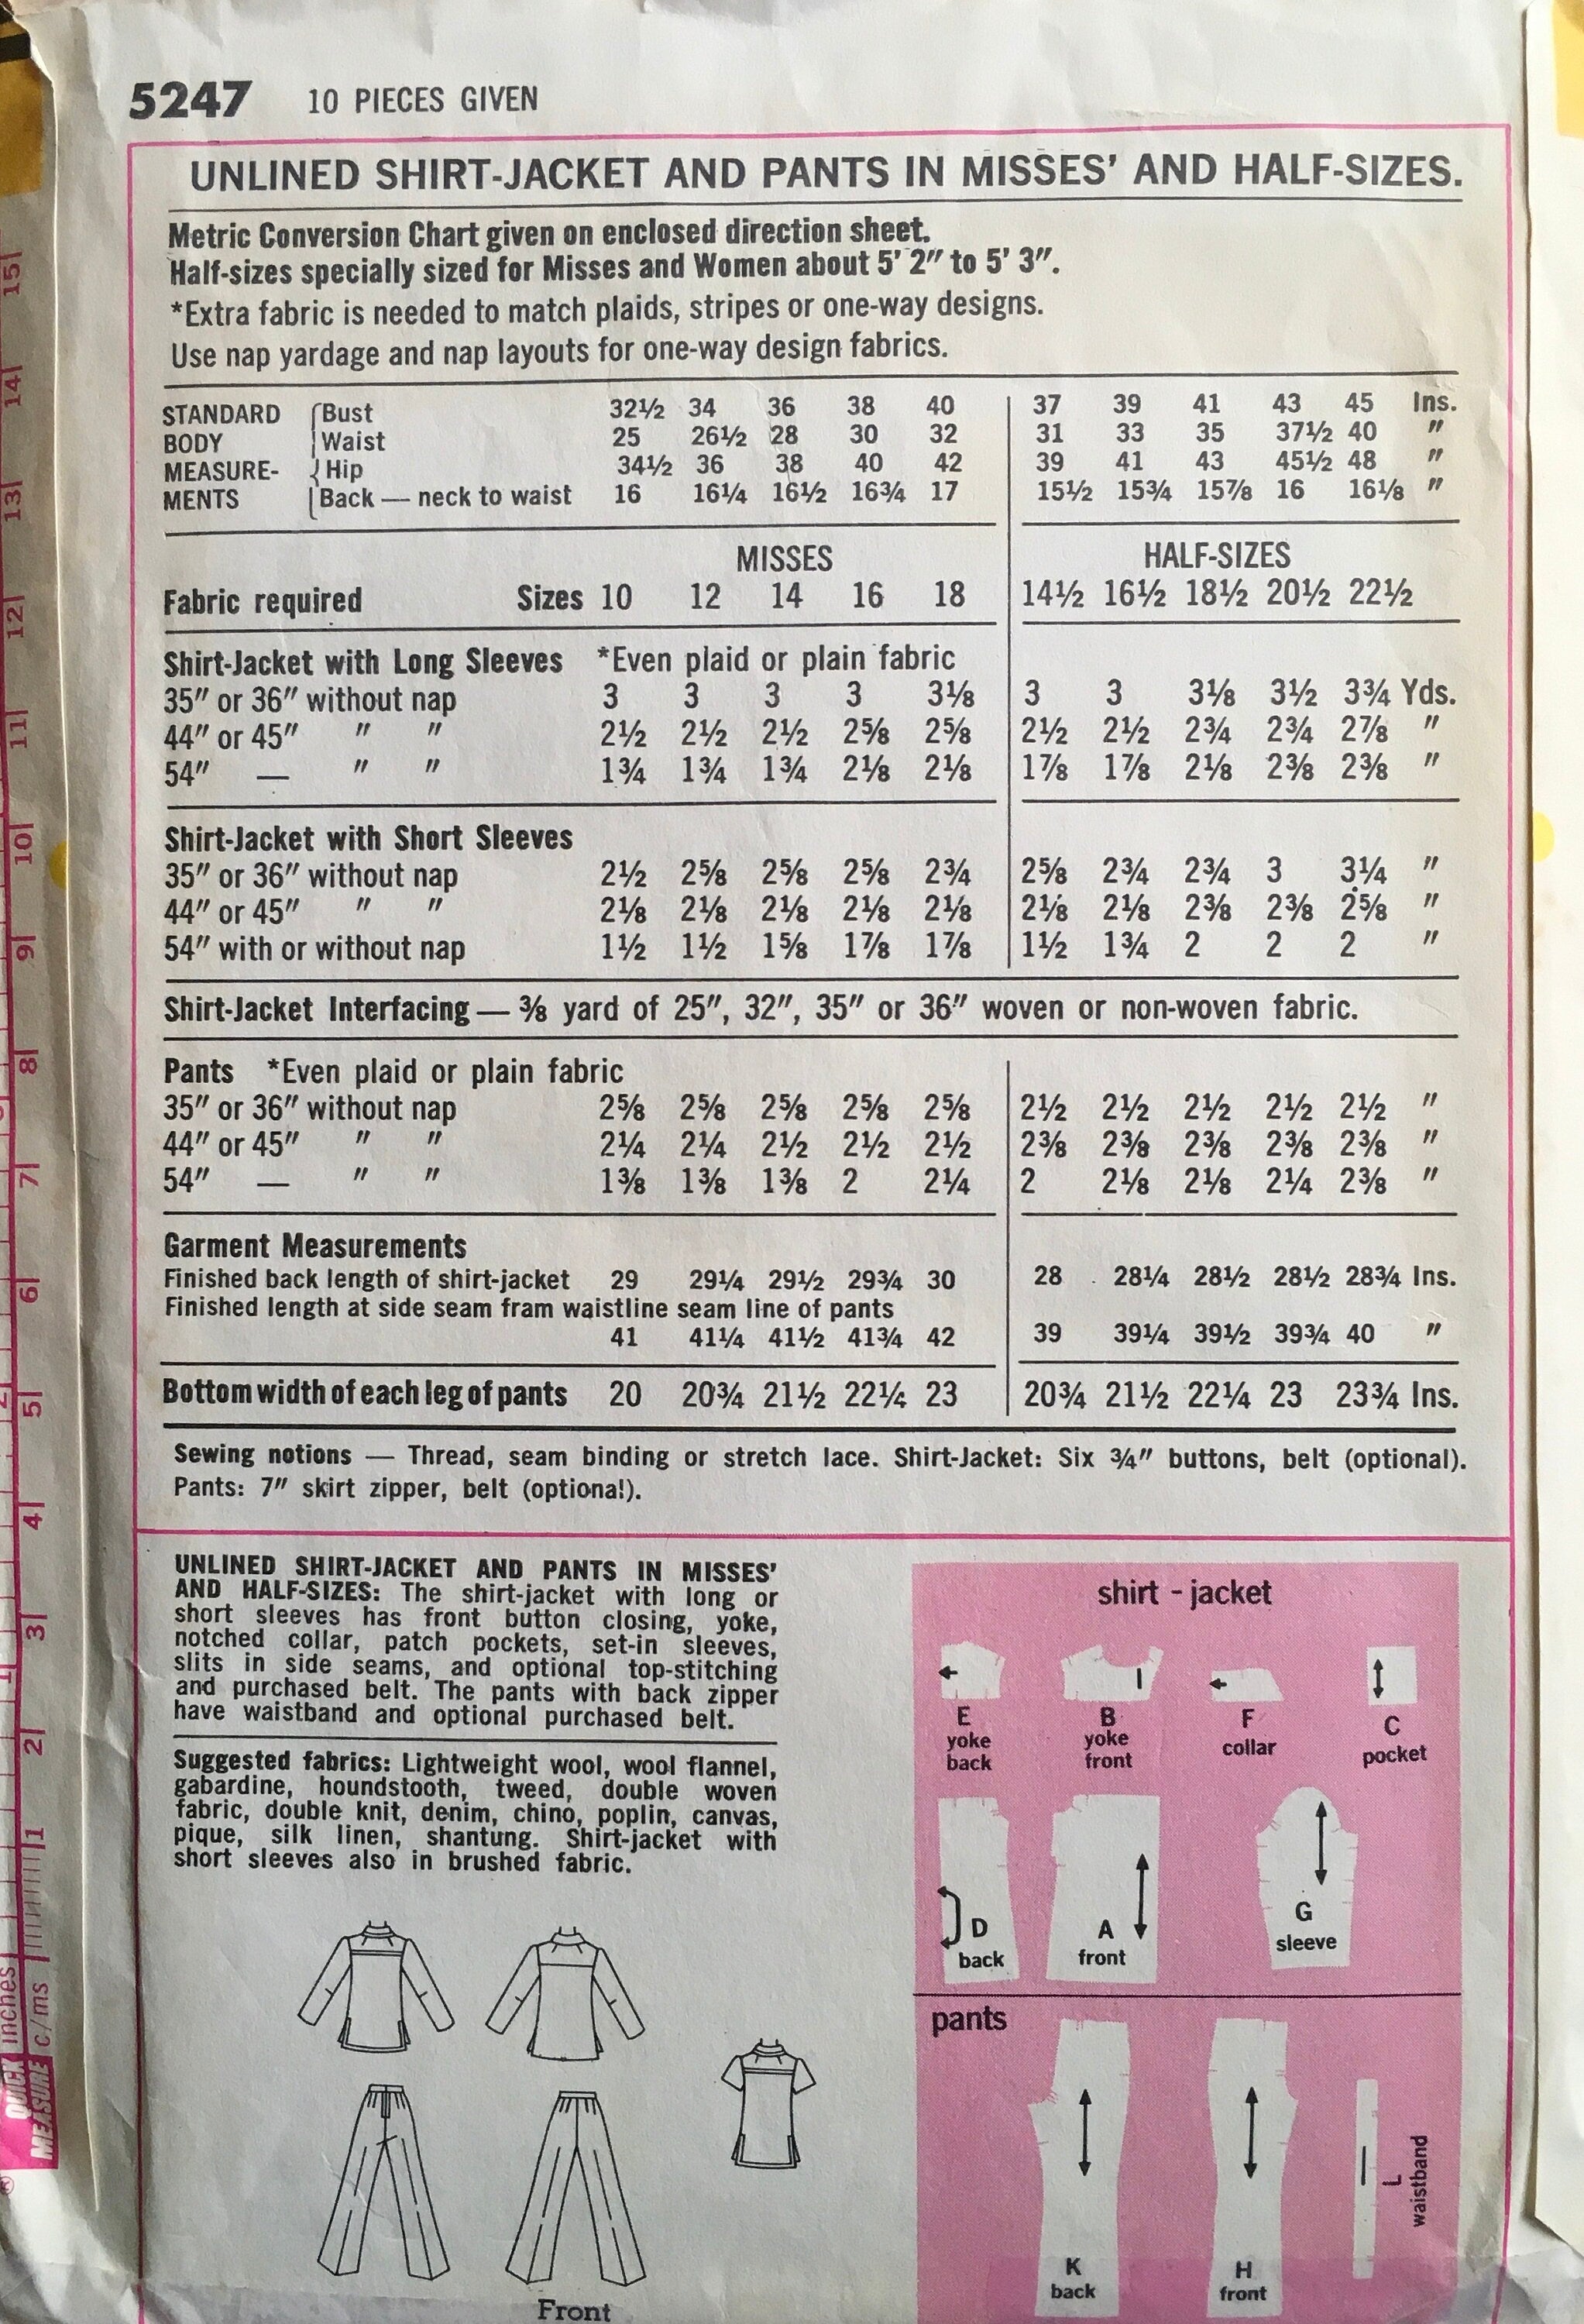 5247 10 PIECES GIVEN
UNLINED SHIRT-JACKET AND PANTS IN MISSES' AND HALF-SIZES.
Metric Conversion Chart given on enclosed direction sheet.
Half-sizes specially sized for Misses and Women about 5' 2" to 5' 3".
*Extra fabric is needed to match plaids, stripes or one-way designs.
Use nap yardage and nap layouts for one-way design fabrics.
STANDARD Bust 32½ 34 36 38 40 37 39 41 43 45 Ins.
BODY Waist 25 26½ 28 30 32 31 33 35 37½ 40 "
MEASURE- Hip 34½ 36 38 40 42 39 41 43 45½ 48 "
MENTS Back — neck to waist 16 16¼ 16½ 16¾ 17 15½ 15¾ 15⅞ 16 16⅛ "
MISSES HALF-SIZES
Fabric required Sizes 10 12 14 16 18 14½ 16½ 18½ 20½ 22½
Shirt-Jacket with Long Sleeves *Even plaid or plain fabric
35" or 36" without nap 3 3 3 3 3⅛ 3 3 3⅛ 3½ 3¾ Yds.
44" or 45" " " 2½ 2½ 2½ 2⅝ 2⅝ 2½ 2½ 2¾ 2¾ 2⅞ "
54" — " " 1¾ 1¾ 1¾ 2⅛ 2⅛ 1⅞ 1⅞ 2⅛ 2⅜ 2⅜ "
Shirt-Jacket with Short Sleeves
35" or 36" without nap 2½ 2⅝ 2⅝ 2⅝ 2¾ 2⅝ 2¾ 2¾ 3 3¼ "
44" or 45" " " 2⅛ 2⅛ 2⅛ 2⅛ 2⅛ 2⅛ 2⅛ 2⅜ 2⅜ 2⅝ "
54" with or without nap 1½ 1½ 1⅝ 1⅞ 1⅞ 1½ 1¾ 2 2 2 "
Shirt-Jacket Interfacing — ⅜ yard of 25", 32", 35" or 36" woven or non-woven fabric.
Pants *Even plaid or plain fabric
35" or 36" without nap 2⅝ 2⅝ 2⅝ 2⅝ 2⅝ 2½ 2½ 2½ 2½ 2½ "
44" or 45" " " 2¼ 2¼ 2½ 2½ 2½ 2⅜ 2⅜ 2⅜ 2⅜ 2⅜ "
54" — " " 1⅜ 1⅜ 1⅜ 2 2¼ 2 2⅛ 2⅛ 2¼ 2⅜ "
Garment Measurements
Finished back length of shirt-jacket 29 29¼ 29½ 29¾ 30 28 28¼ 28½ 28½ 28¾ Ins.
Finished length at side seam fram waistline seam line of pants
41 41¼ 41½ 41¾ 42 39 39¼ 39½ 39¾ 40 "
Bottom width of each leg of pants 20 20¾ 21½ 22¼ 23 20¾ 21½ 22¼ 23 23¾ Ins.
Sewing notions — Thread, seam binding or stretch lace. Shirt-Jacket: Six ¾" buttons, belt (optional).
Pants: 7" skirt zipper, belt (optional).
UNLINED SHIRT-JACKET AND PANTS IN MISSES'
AND HALF-SIZES: The shirt-jacket with long or
short sleeves has front button closing, yoke,
notched collar, patch pockets, set-in sleeves,
slits in side seams, and optional top-stitching
and purchased belt. The pants with back zipper
have waistband and optional purchased belt.
Suggested fabrics: Lightweight wool, wool flannel,
gabardine, houndstooth, tweed, double woven
fabric, double knit, denim, chino, poplin, canvas,
pique, silk linen, shantung. Shirt-jacket with
short sleeves also in brushed fabric.
Front
shirt - jacket
E
yoke
back
B
yoke
front
F
collar
C
pocket
D
back
A
front
G
sleeve
pants
K
back
H
front
L
waistband
15
14
13
12
11
10
9
8
7
6
5
4
3
2
1
inches
c/ms
QUICK
MEASURE
®